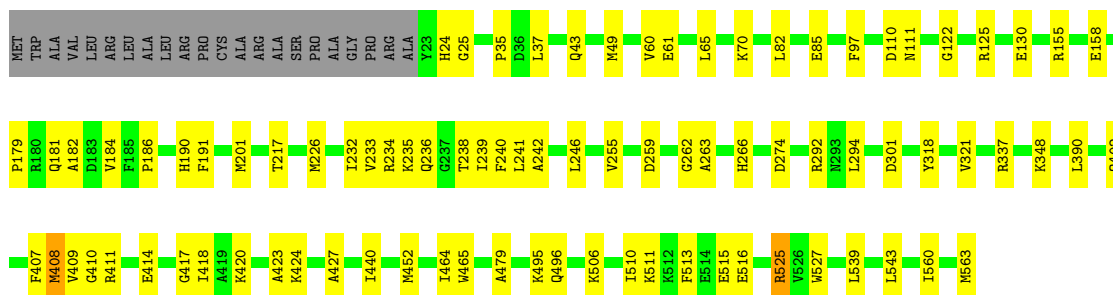 MET TRP ALA VAL LEU ARG LEU ALA LEU ARG PRO CYS ALA ARG ALA SER PRO ALA GLY PRO ARG ALA Y23 H24 G25 P35 D36 L37 Q43 M49 V60 E61 L65 K70 L82 E85 F97 D110 N111 G122 R125 E130 R155 E158
P179 R180 Q181 A182 D183 V184 F185 P186 H190 F191 M201 T217 M226 I232 V233 R234 K235 Q236 G237 T238 I239 F240 L241 A242 L246 V255 D259 G262 A263 H266 D274 R292 N293 L294 D301 Y318 V321 R337 K348 L390
F407 M408 V409 G410 R411 E414 G417 I418 A419 K420 A423 K424 A427 I440 M452 I464 W465 A479 K495 Q496 K506 I510 K511 K512 F513 E514 E515 E516 R525 V526 W527 L539 L543 I560 M563